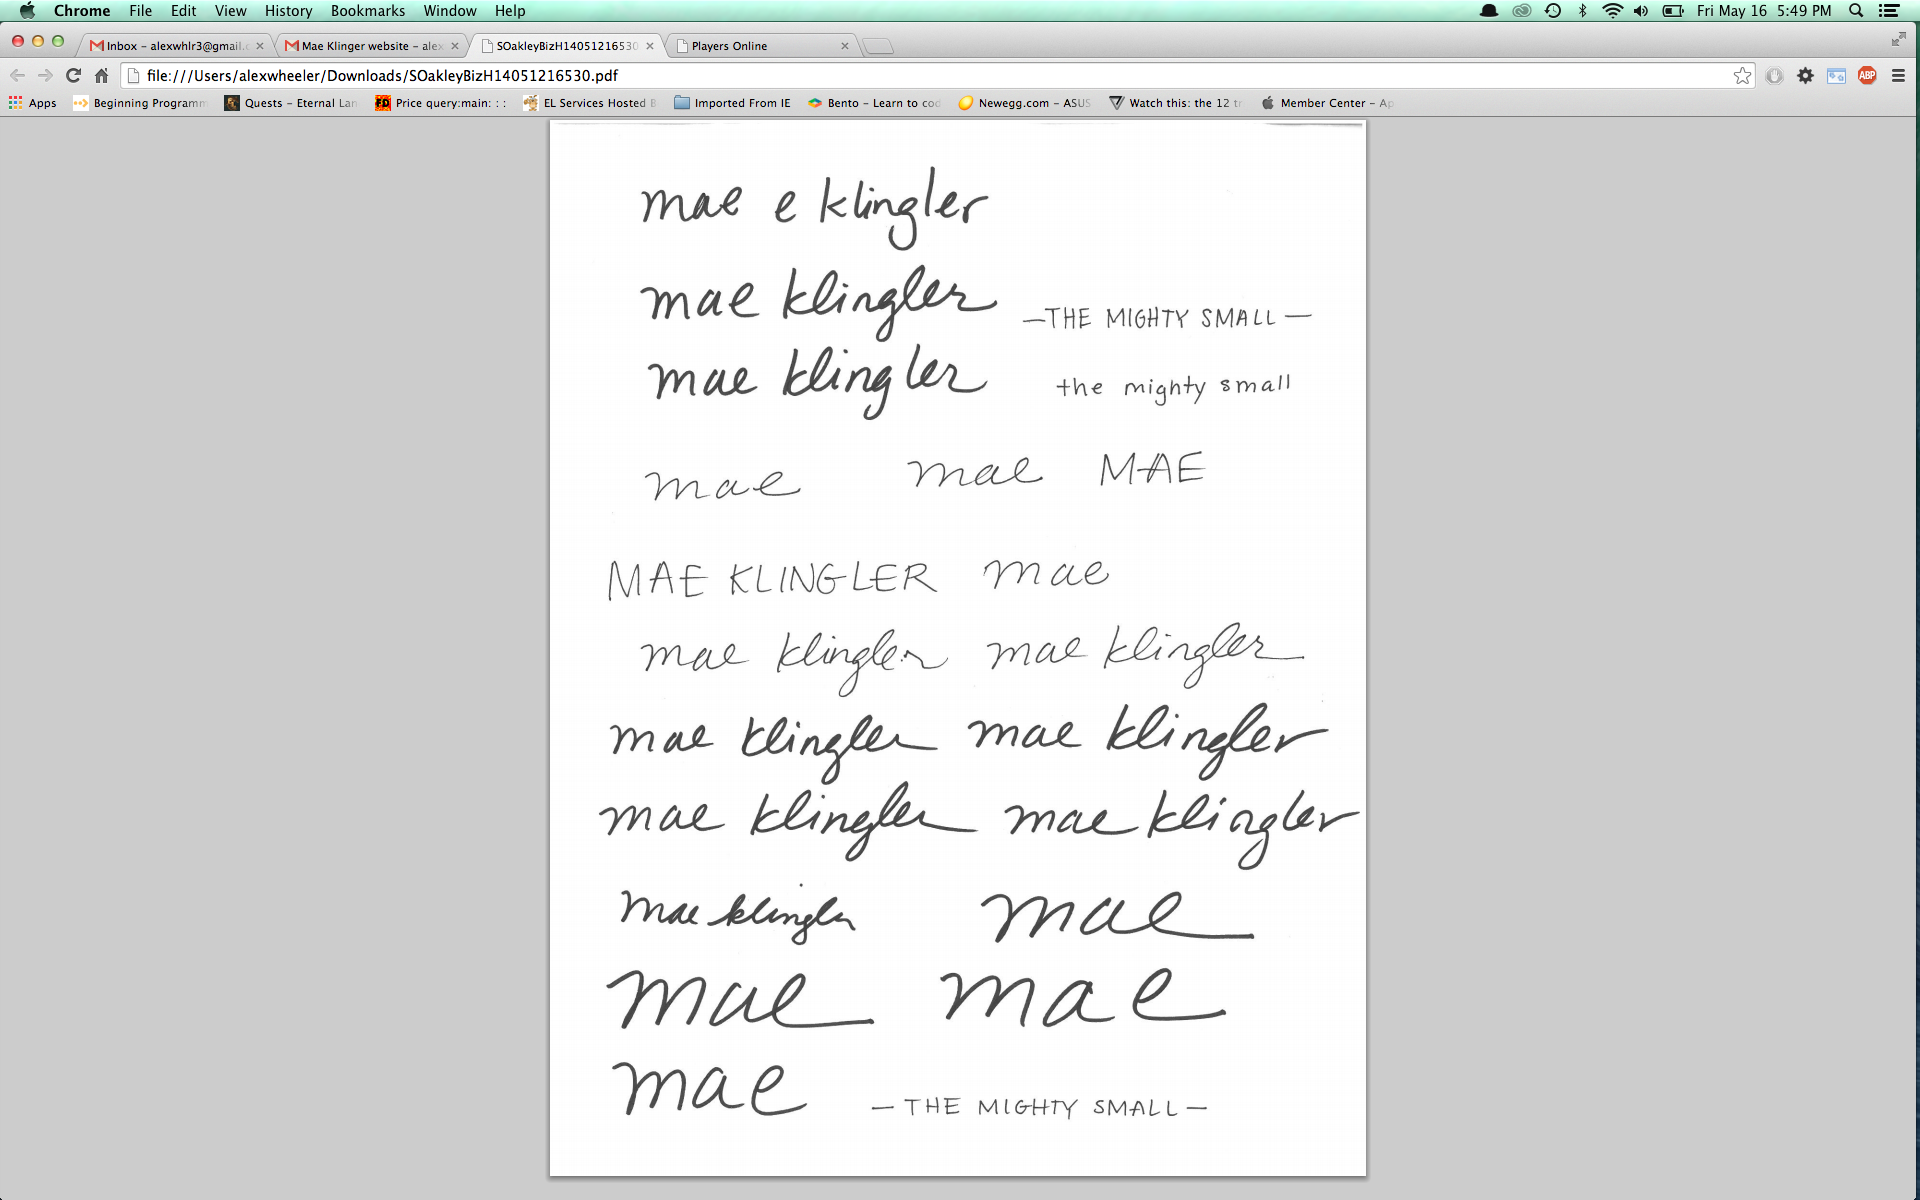 Chrome File Edit View History Bookmarks Window Help Fri May 16 5:49 PM
Inbox – alexwhlr3@gmail.c Mae Klinger website – alex SOakleyBizH14051216530 Players Online
file:///Users/alexwheeler/Downloads/SOakleyBizH14051216530.pdf ABP
Apps Beginning Programm Quests – Eternal Lan Price query:main: : : EL Services Hosted B Imported From IE Bento – Learn to cod Newegg.com – ASUS Watch this: the 12 tr Member Center – Ap
mae e klingler
mae klingler —THE MIGHTY SMALL—
mae klingler the mighty small
mae mae MAE
MAE KLINGLER mae
mae klingler mae klingler
mae klingler mae klingler
mae klingler mae klingler
mae klingler mae
mae mae
mae — THE MIGHTY SMALL —